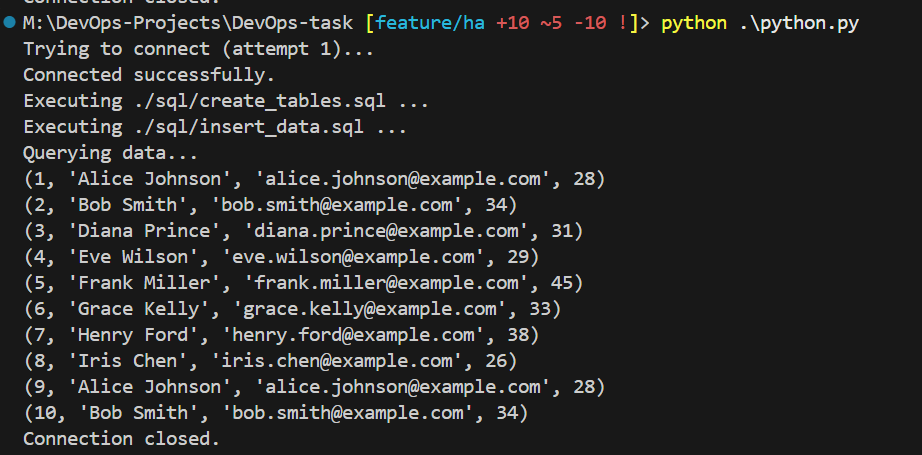 Connection closed.
M:\DevOps-Projects\DevOps-task [feature/ha +10 ~5 -10 !]> python .\python.py
Trying to connect (attempt 1)...
Connected successfully.
Executing ./sql/create_tables.sql ...
Executing ./sql/insert_data.sql ...
Querying data...
(1, 'Alice Johnson', 'alice.johnson@example.com', 28)
(2, 'Bob Smith', 'bob.smith@example.com', 34)
(3, 'Diana Prince', 'diana.prince@example.com', 31)
(4, 'Eve Wilson', 'eve.wilson@example.com', 29)
(5, 'Frank Miller', 'frank.miller@example.com', 45)
(6, 'Grace Kelly', 'grace.kelly@example.com', 33)
(7, 'Henry Ford', 'henry.ford@example.com', 38)
(8, 'Iris Chen', 'iris.chen@example.com', 26)
(9, 'Alice Johnson', 'alice.johnson@example.com', 28)
(10, 'Bob Smith', 'bob.smith@example.com', 34)
Connection closed.